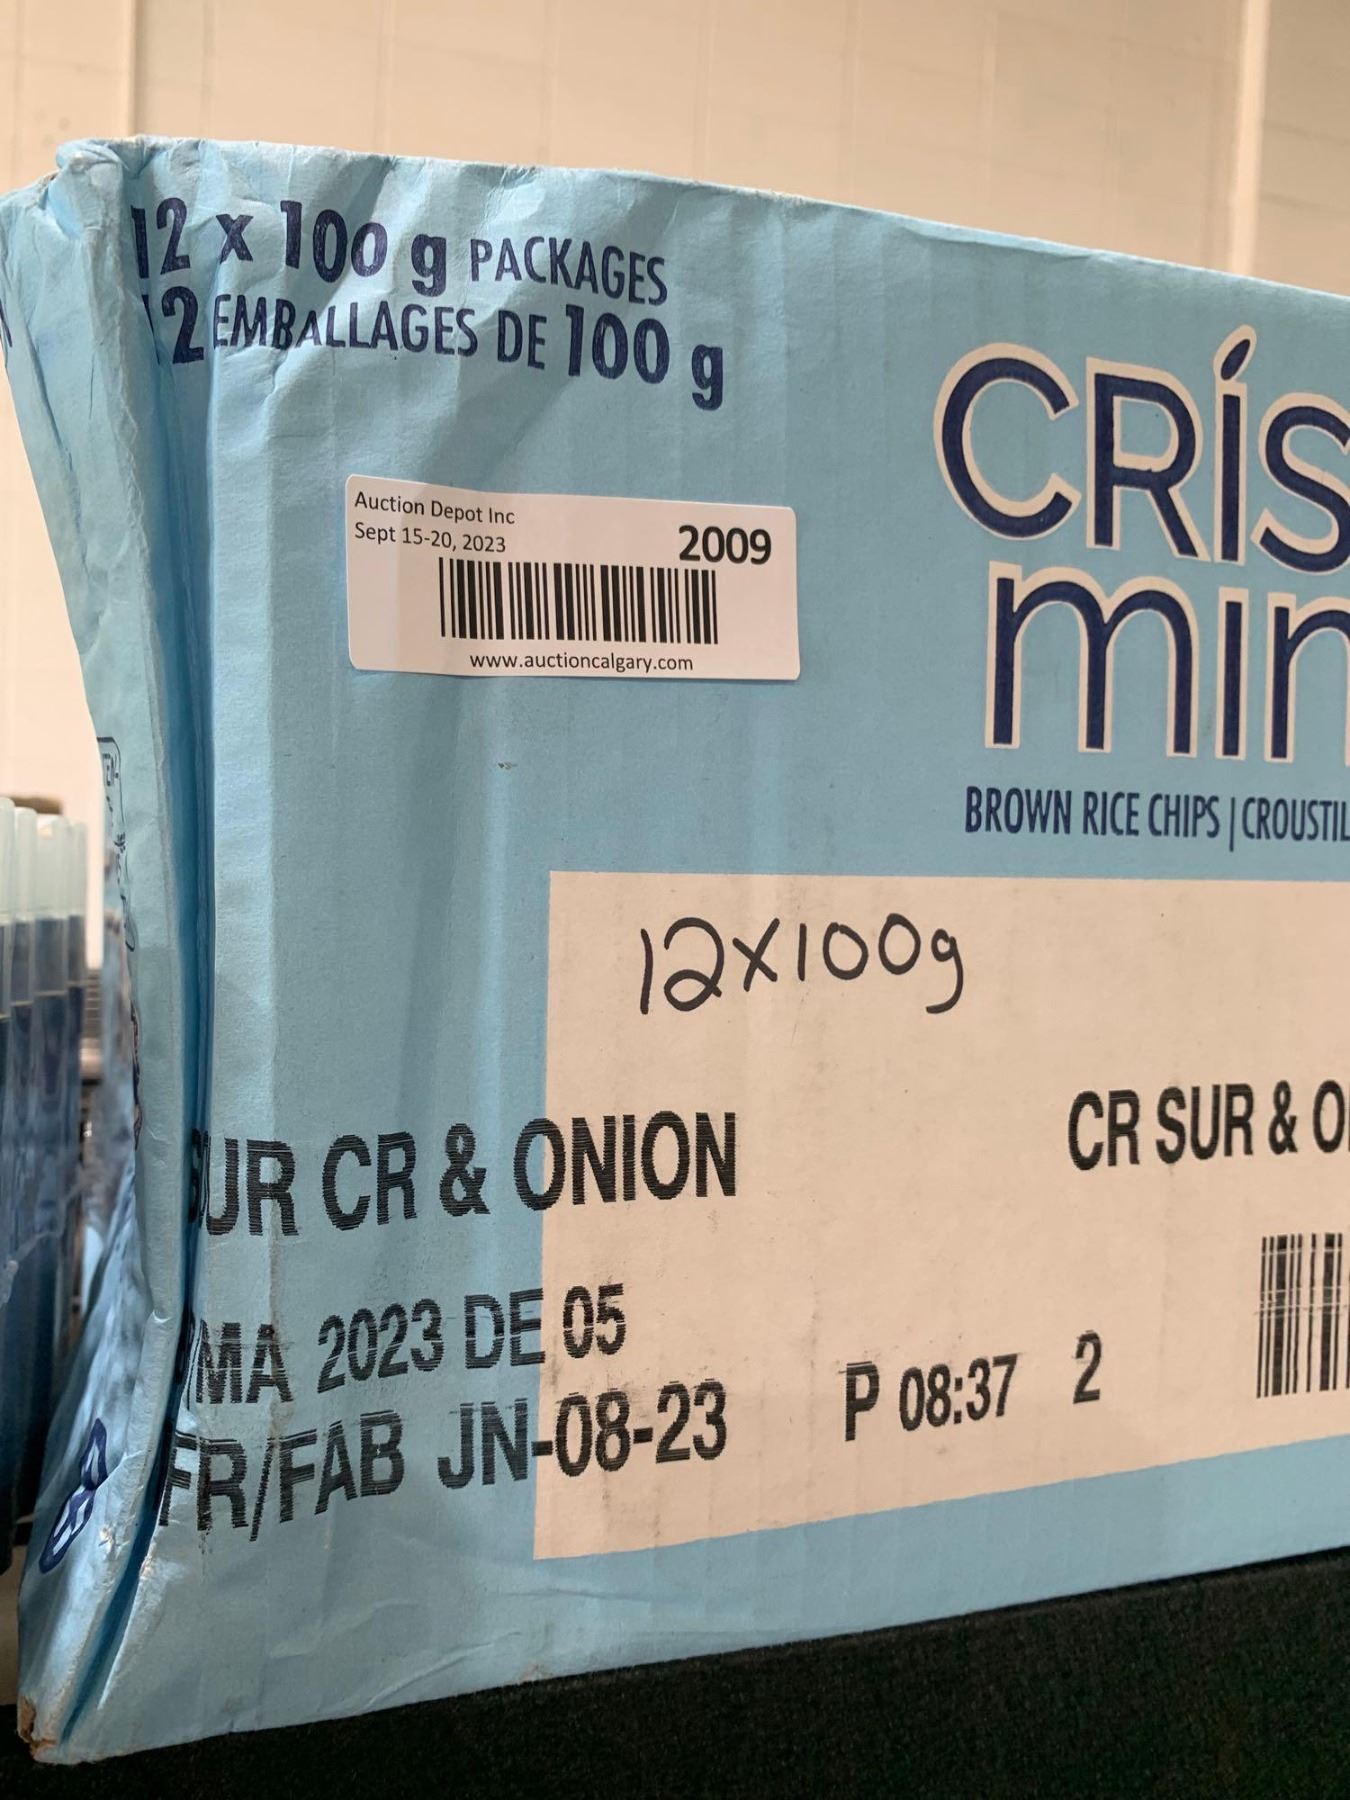 12 x 100 g PACKAGES
12 EMBALLAGES DE 100 g
CRÍS
MIN
BROWN RICE CHIPS | CROUSTIL
Auction Depot Inc
Sept 15-20, 2023
2009
www.auctioncalgary.com
12x100g
SUR CR & ONION
CR SUR & O
MA 2023 DE 05
FR/FAB JN-08-23
P 08:37 2